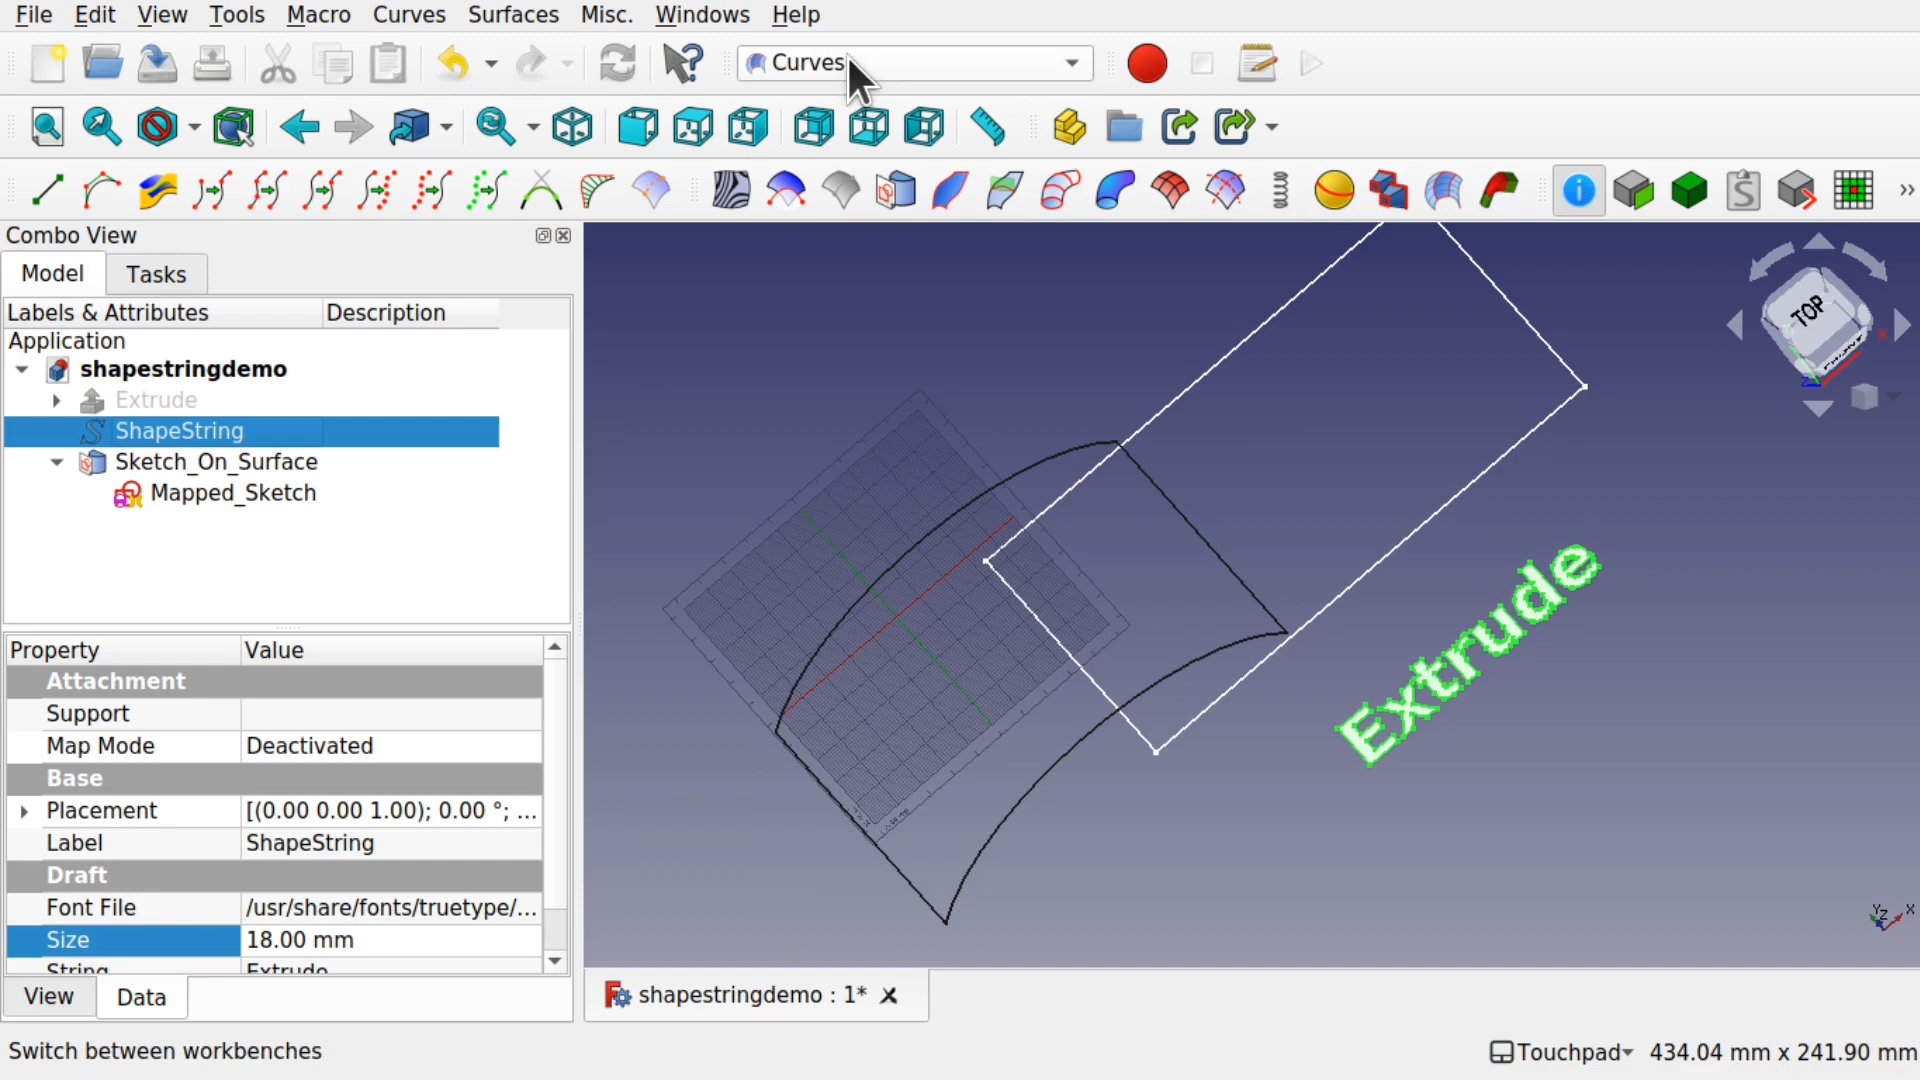 File Edit View Tools Macro Curves Surfaces Misc. Windows Help
Curves
Combo View
Model Tasks
Labels & Attributes Description
Application
shapestringdemo
Extrude
ShapeString
Sketch_On_Surface
Mapped_Sketch
Property Value
Attachment
Support
Map Mode Deactivated
Base
Placement [(0.00 0.00 1.00); 0.00 °; ...
Label ShapeString
Draft
Font File /usr/share/fonts/truetype/...
Size 18.00 mm
String Extrude
View Data
TOP
X
Z
Extrude
Y
Z
X
shapestringdemo : 1*
Switch between workbenches
Touchpad 434.04 mm x 241.90 mm